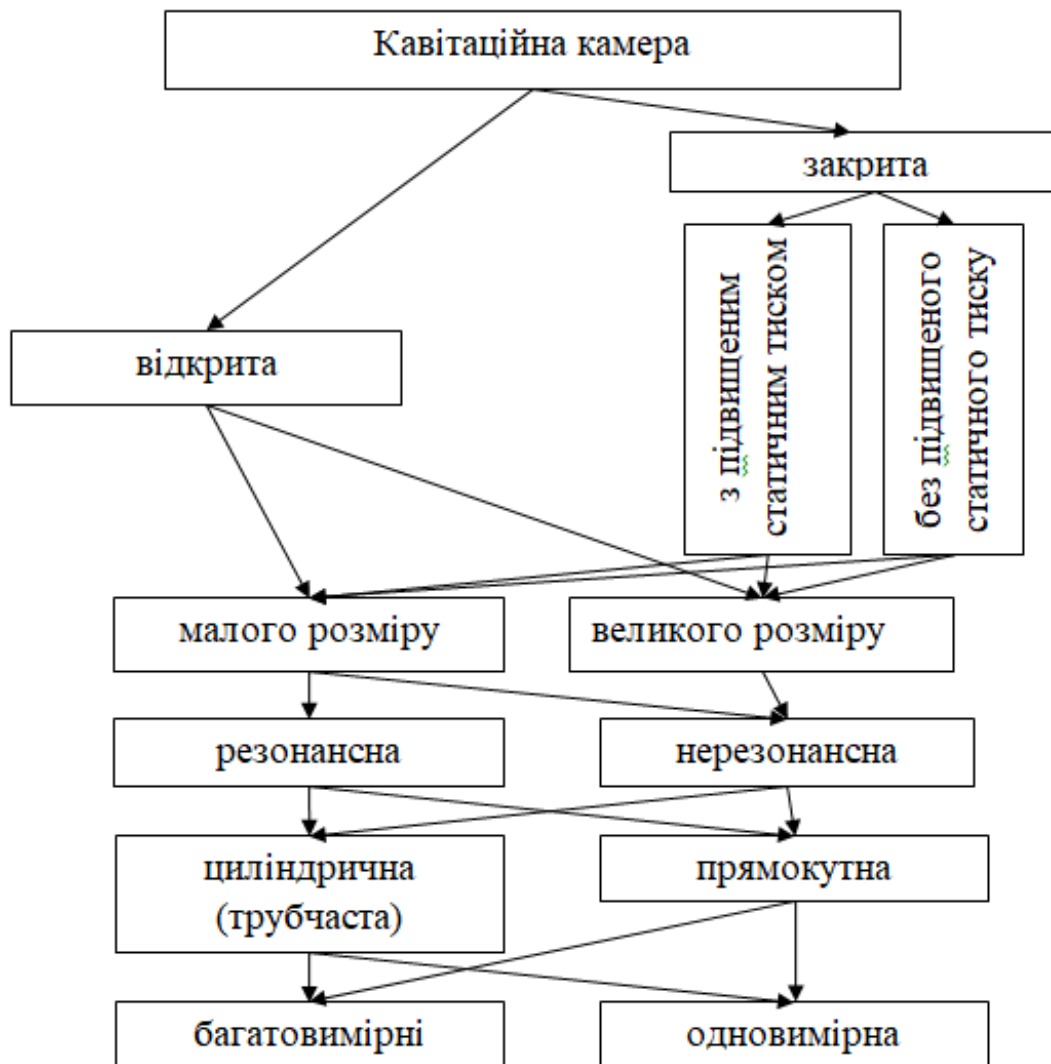 Кавітаційна камера
закрита
з підвищеним
статичним тиском
без підвищеного
статичного тиску
відкрита
малого розміру
великого розміру
резонансна
нерезонансна
циліндрична
(трубчаста)
прямокутна
багатовимірні
одновимірна